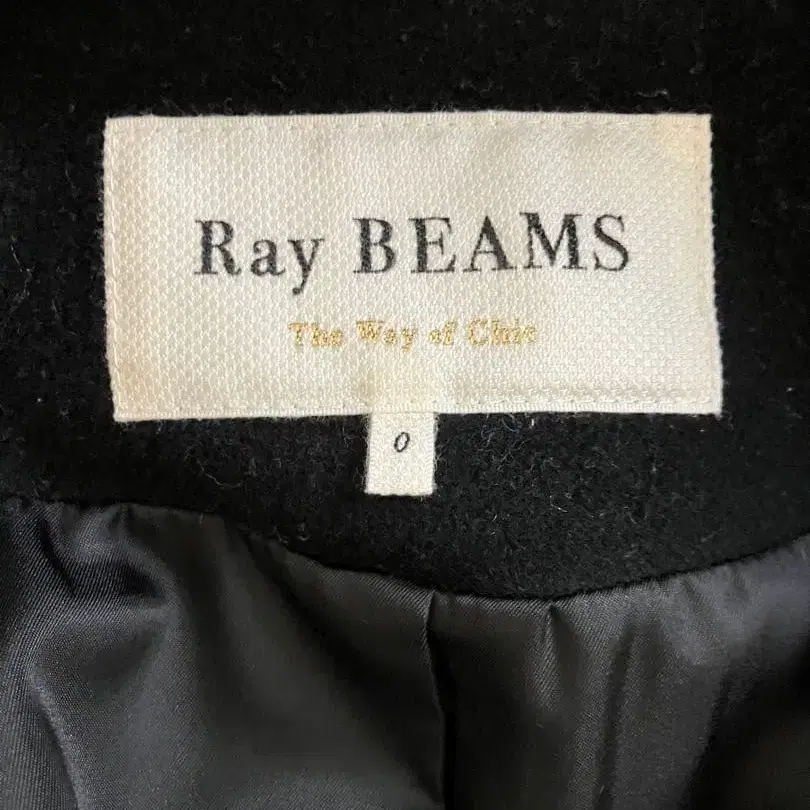 Ray BEAMS
The Way of Chic
0